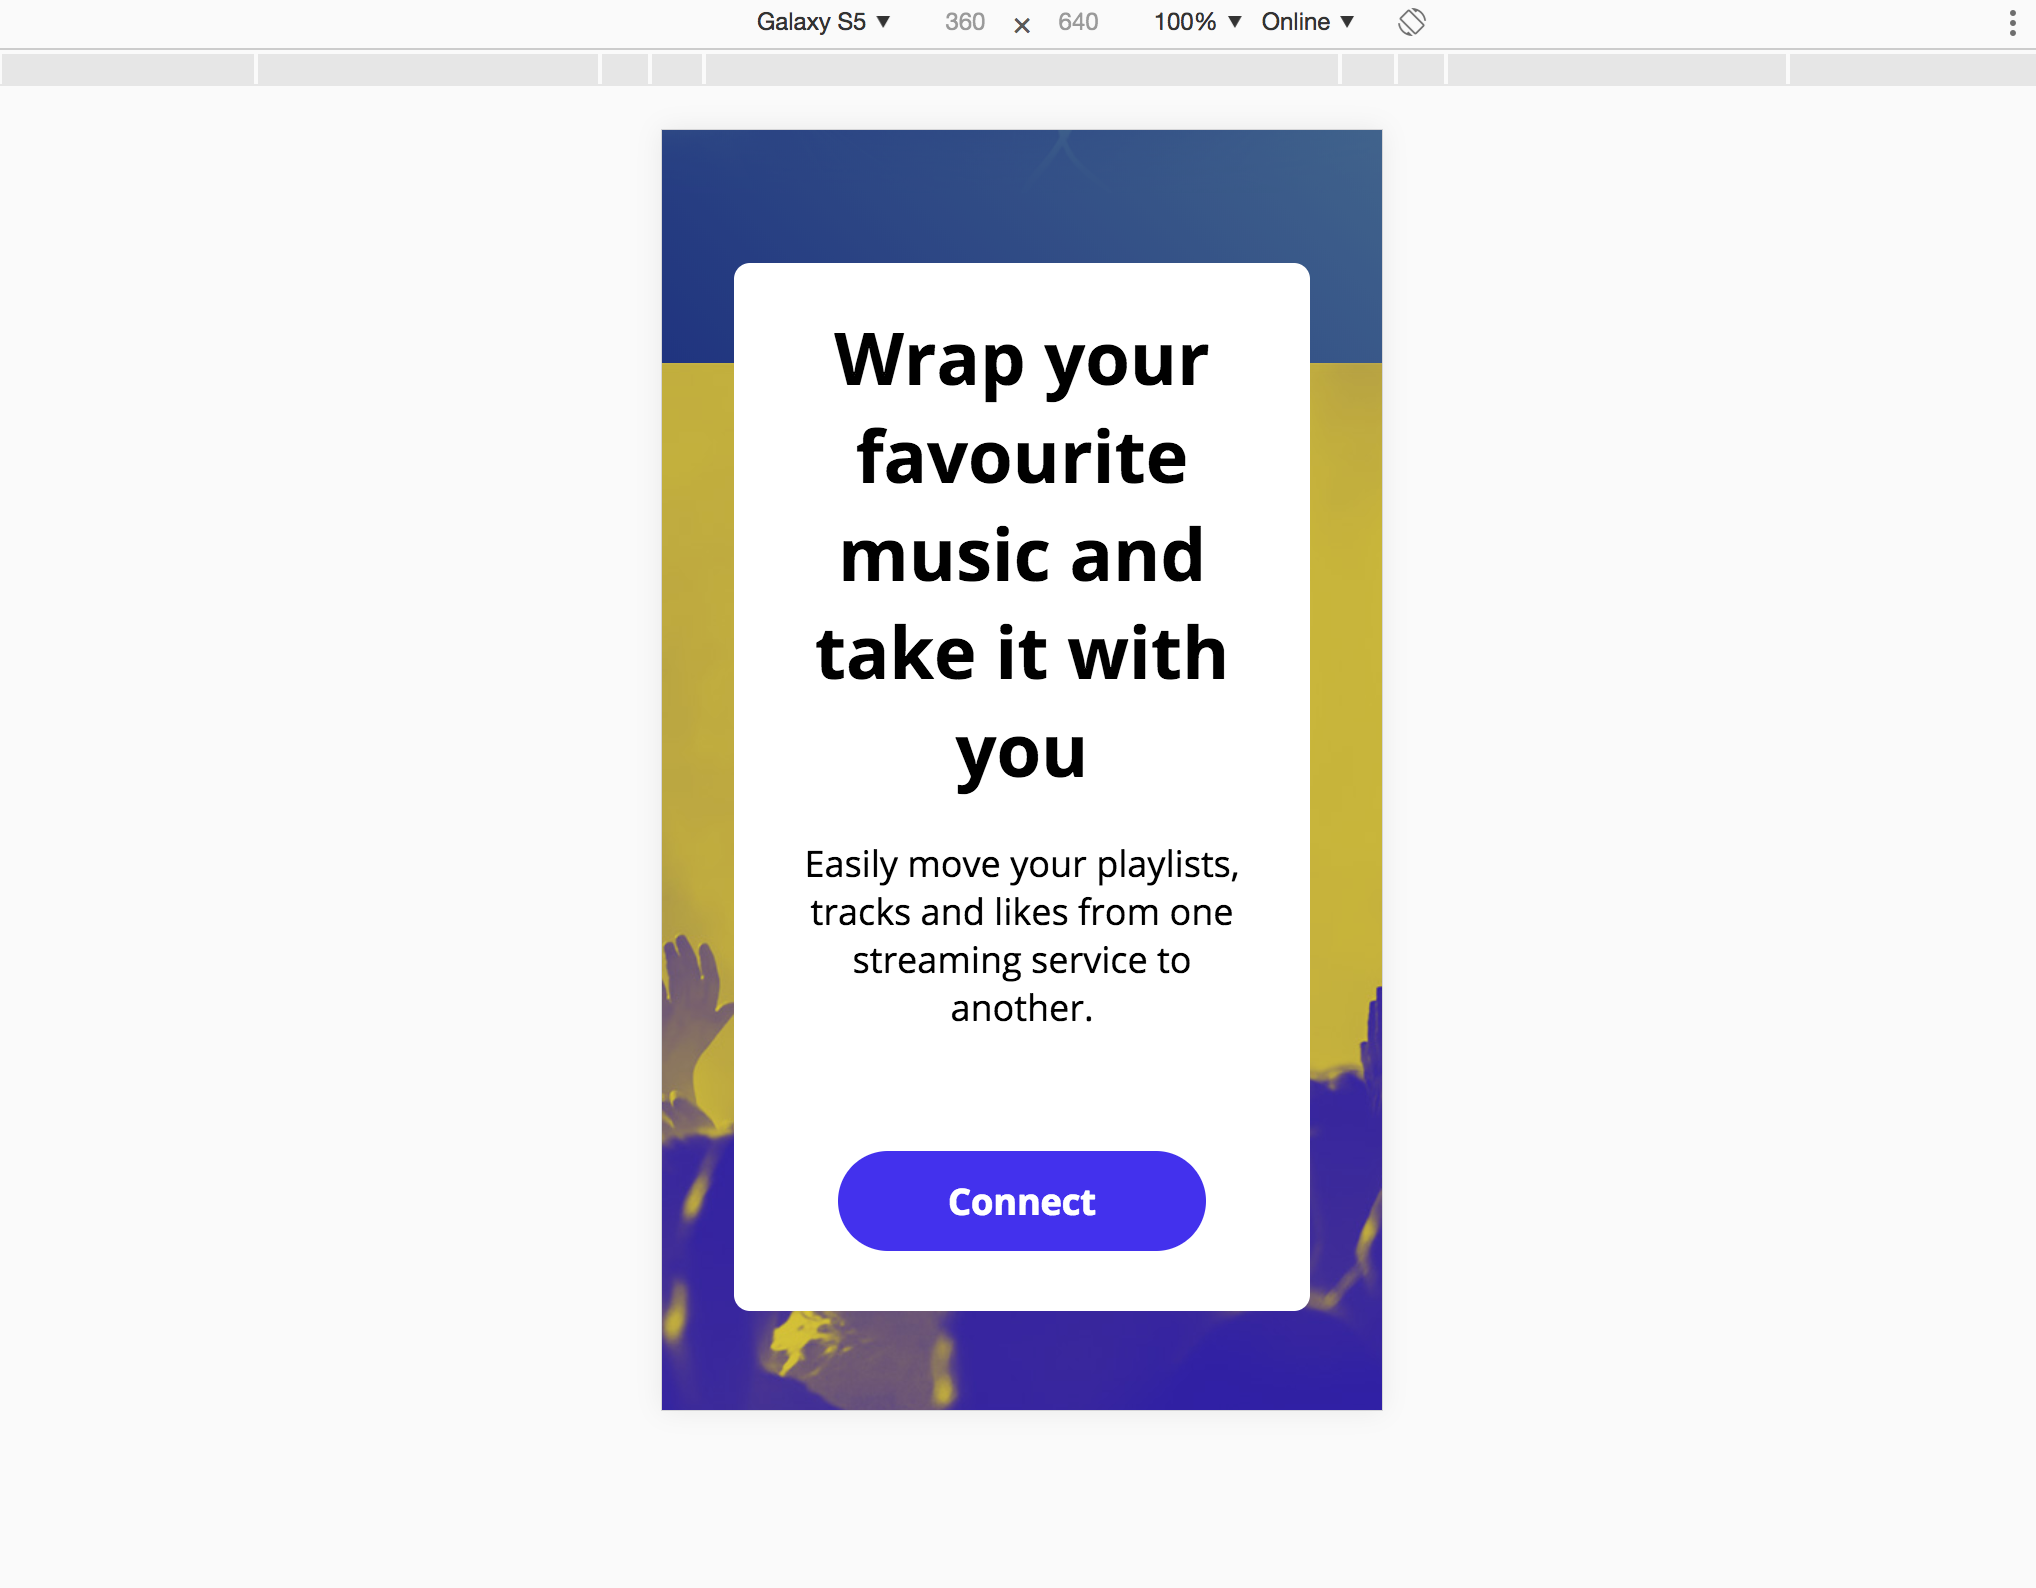 Galaxy S5 ▼ 360 × 640 100% ▼ Online ▼
Wrap your
favourite
music and
take it with
you
Easily move your playlists,
tracks and likes from one
streaming service to
another.
Connect